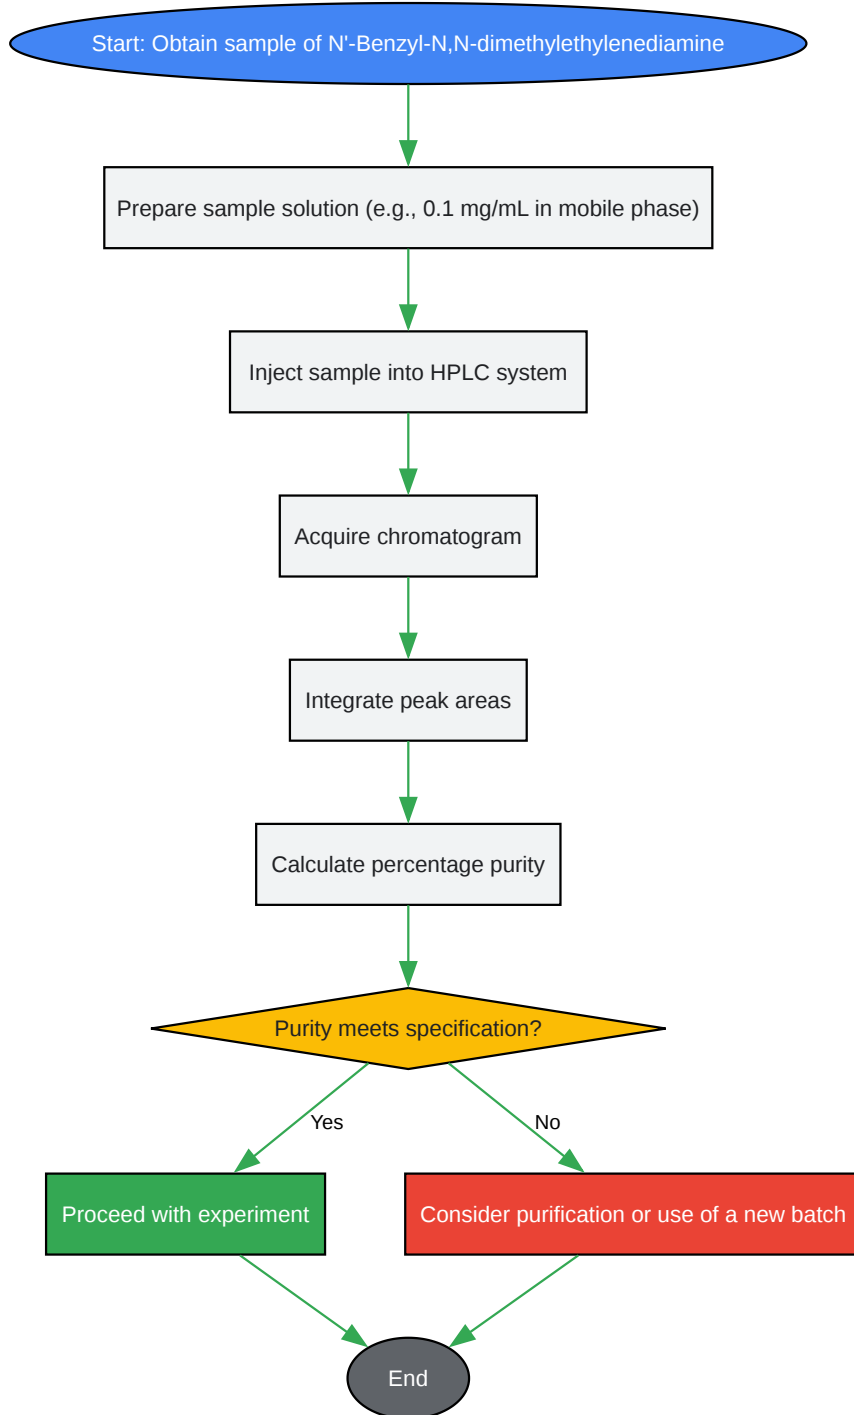 Start: Obtain sample of N'-Benzyl-N,N-dimethylethylenediamine
Prepare sample solution (e.g., 0.1 mg/mL in mobile phase)
Inject sample into HPLC system
Acquire chromatogram
Integrate peak areas
Calculate percentage purity
Purity meets specification?
Yes
No
Proceed with experiment
Consider purification or use of a new batch
End